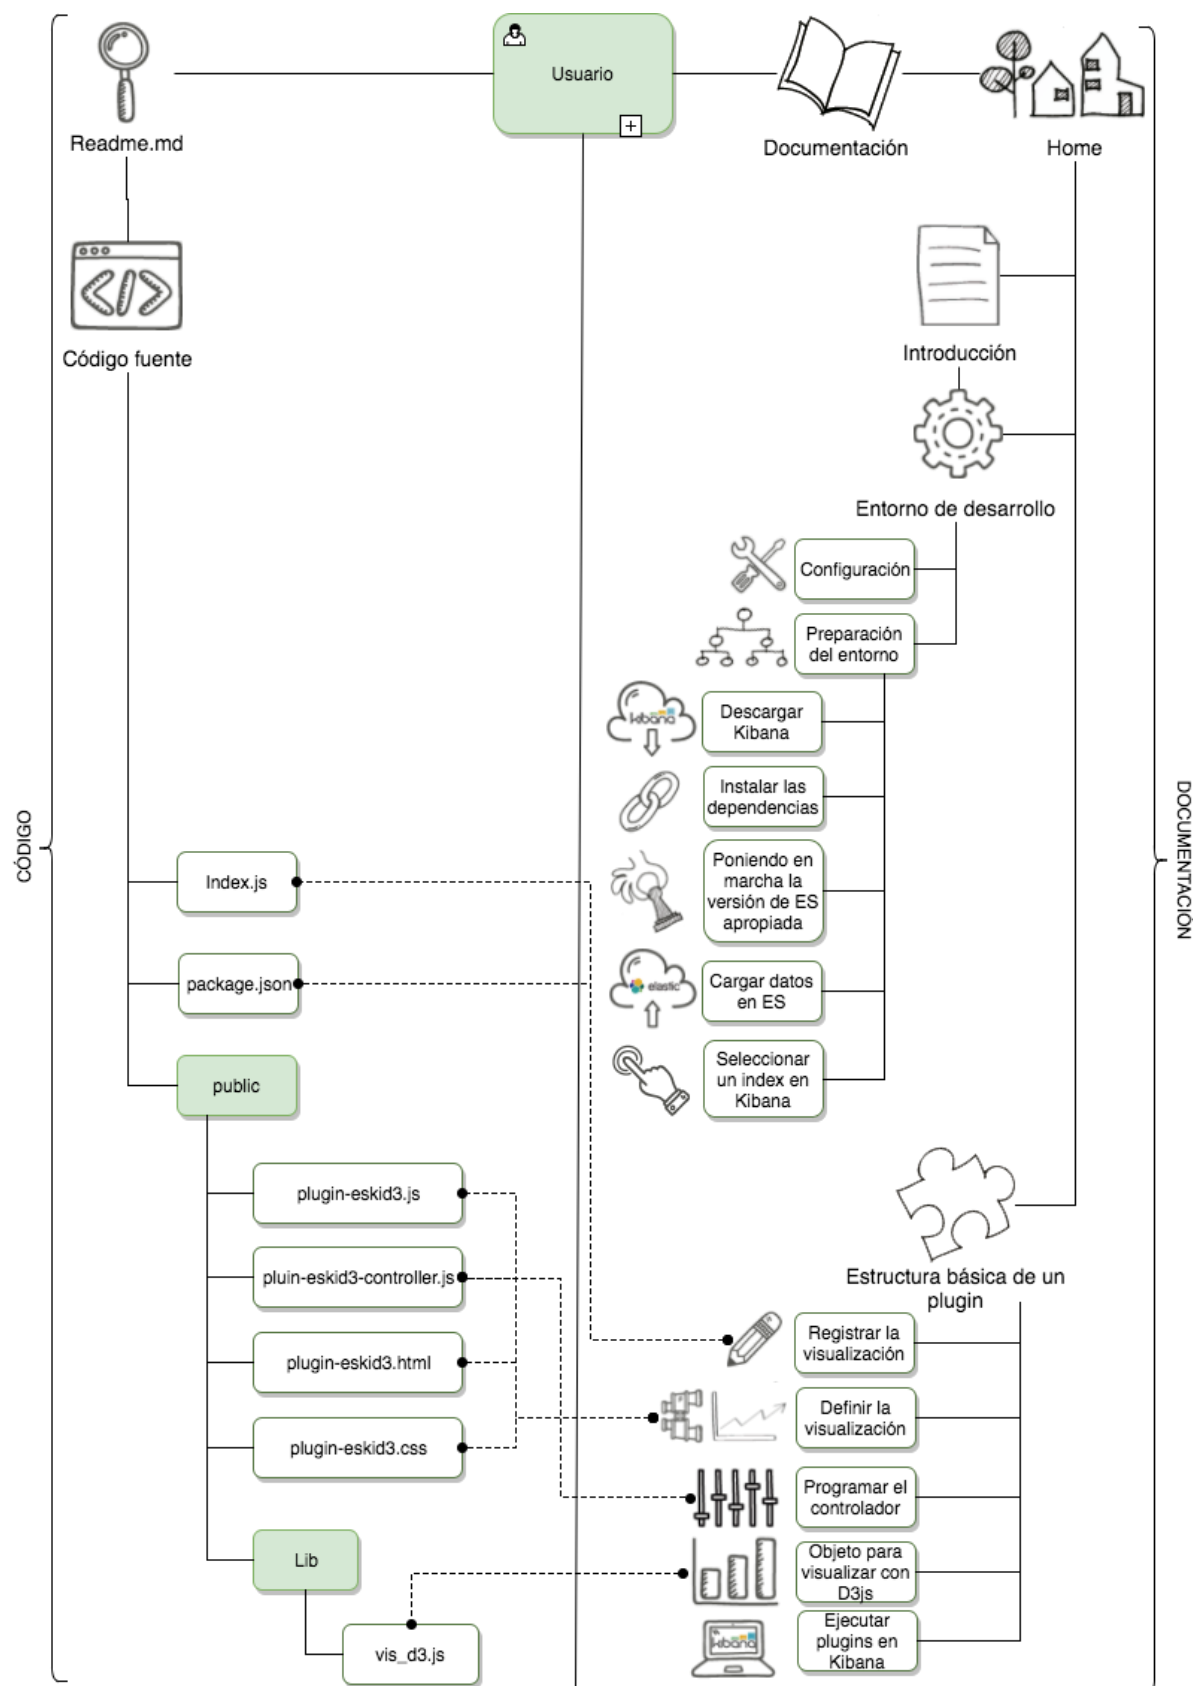 Usuario
Readme.md
Documentación
Home
Código fuente
Introducción
Entorno de desarrollo
Configuración
Preparación
del entorno
kibana
Descargar
Kibana
Instalar las
dependencias
Poniendo en
marcha la
versión de ES
apropiada
elastic
Cargar datos
en ES
Seleccionar
un index en
Kibana
CÓDIGO
DOCUMENTACIÓN
Index.js
package.json
public
plugin-eskid3.js
pluin-eskid3-controller.js
plugin-eskid3.html
plugin-eskid3.css
Lib
vis_d3.js
Estructura básica de un
plugin
Registrar la
visualización
Definir la
visualización
Programar el
controlador
Objeto para
visualizar con
D3js
kibana
Ejecutar
plugins en
Kibana